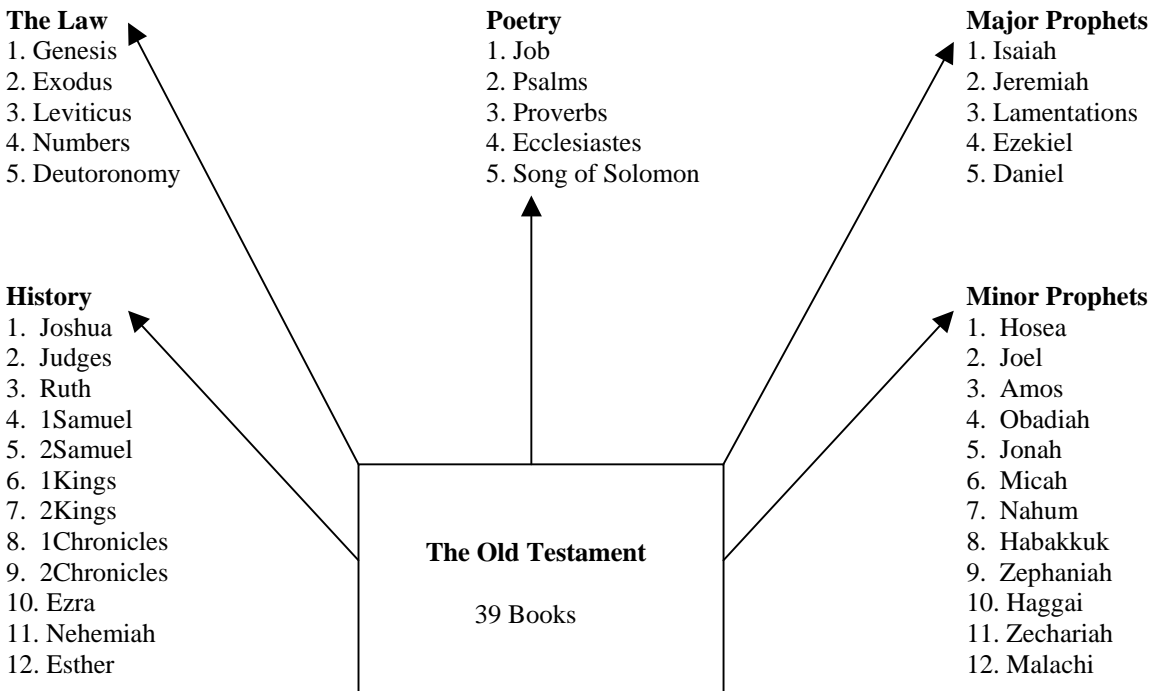 The Law
1. Genesis
2. Exodus
3. Leviticus
4. Numbers
5. Deutoronomy
Poetry
1. Job
2. Psalms
3. Proverbs
4. Ecclesiastes
5. Song of Solomon
Major Prophets
1. Isaiah
2. Jeremiah
3. Lamentations
4. Ezekiel
5. Daniel
History
1. Joshua
2. Judges
3. Ruth
4. 1Samuel
5. 2Samuel
6. 1Kings
7. 2Kings
8. 1Chronicles
9. 2Chronicles
10. Ezra
11. Nehemiah
12. Esther
The Old Testament
39 Books
Minor Prophets
1. Hosea
2. Joel
3. Amos
4. Obadiah
5. Jonah
6. Micah
7. Nahum
8. Habakkuk
9. Zephaniah
10. Haggai
11. Zechariah
12. Malachi